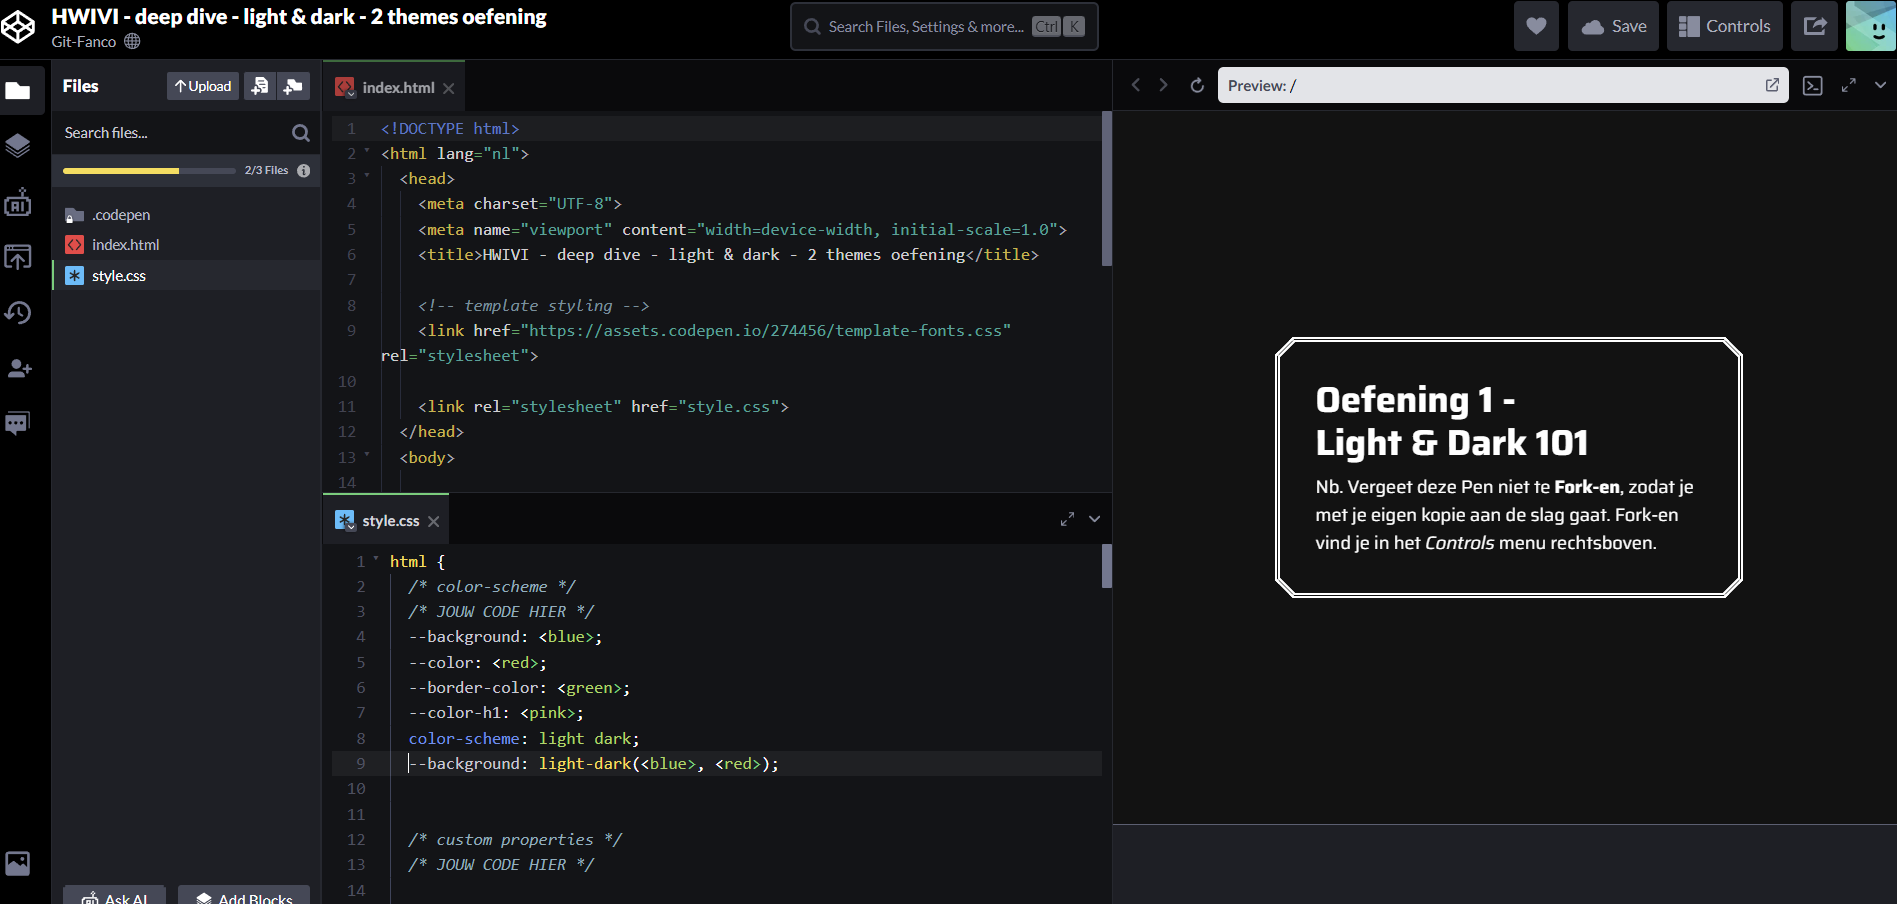 HWIVI - deep dive - light & dark - 2 themes oefening
Git-Fanco
Search Files, Settings & more... Ctrl K
Save
Controls
Files
Upload
Search files...
2/3 Files
.codepen
index.html
style.css
Ask AI
Add Blocks
index.html
1 <!DOCTYPE html>
2 <html lang="nl">
3 <head>
4 <meta charset="UTF-8">
5 <meta name="viewport" content="width=device-width, initial-scale=1.0">
6 <title>HWIVI - deep dive - light & dark - 2 themes oefening</title>
7
8 <!-- template styling -->
9 <link href="https://assets.codepen.io/274456/template-fonts.css"
rel="stylesheet">
10
11 <link rel="stylesheet" href="style.css">
12 </head>
13 <body>
14
style.css
1 html {
2 /* color-scheme */
3 /* JOUW CODE HIER */
4 --background: <blue>;
5 --color: <red>;
6 --border-color: <green>;
7 --color-h1: <pink>;
8 color-scheme: light dark;
9 --background: light-dark(<blue>, <red>);
10
11
12 /* custom properties */
13 /* JOUW CODE HIER */
14
Preview: /
Oefening 1 -
Light & Dark 101
Nb. Vergeet deze Pen niet te Fork-en, zodat je
met je eigen kopie aan de slag gaat. Fork-en
vind je in het Controls menu rechtsboven.